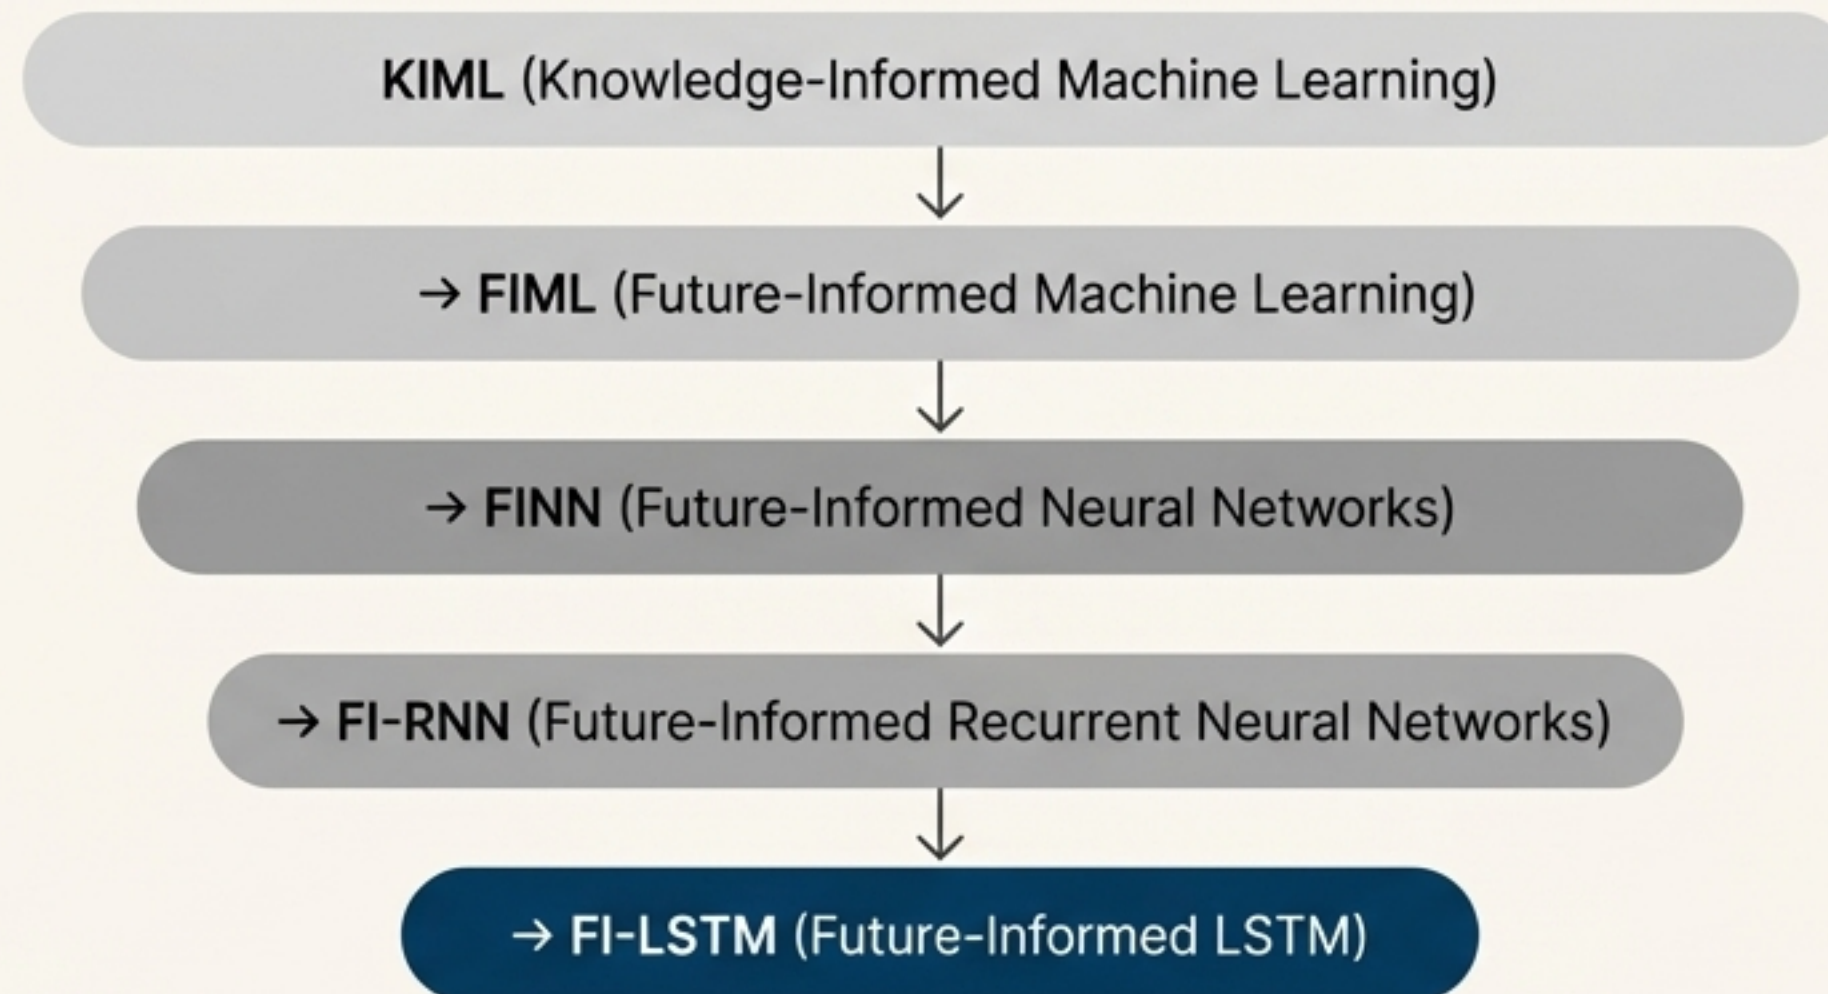 KIML (Knowledge-Informed Machine Learning)
→ FIML (Future-Informed Machine Learning)
→ FINN (Future-Informed Neural Networks)
→ FI-RNN (Future-Informed Recurrent Neural Networks)
→ FI-LSTM (Future-Informed LSTM)